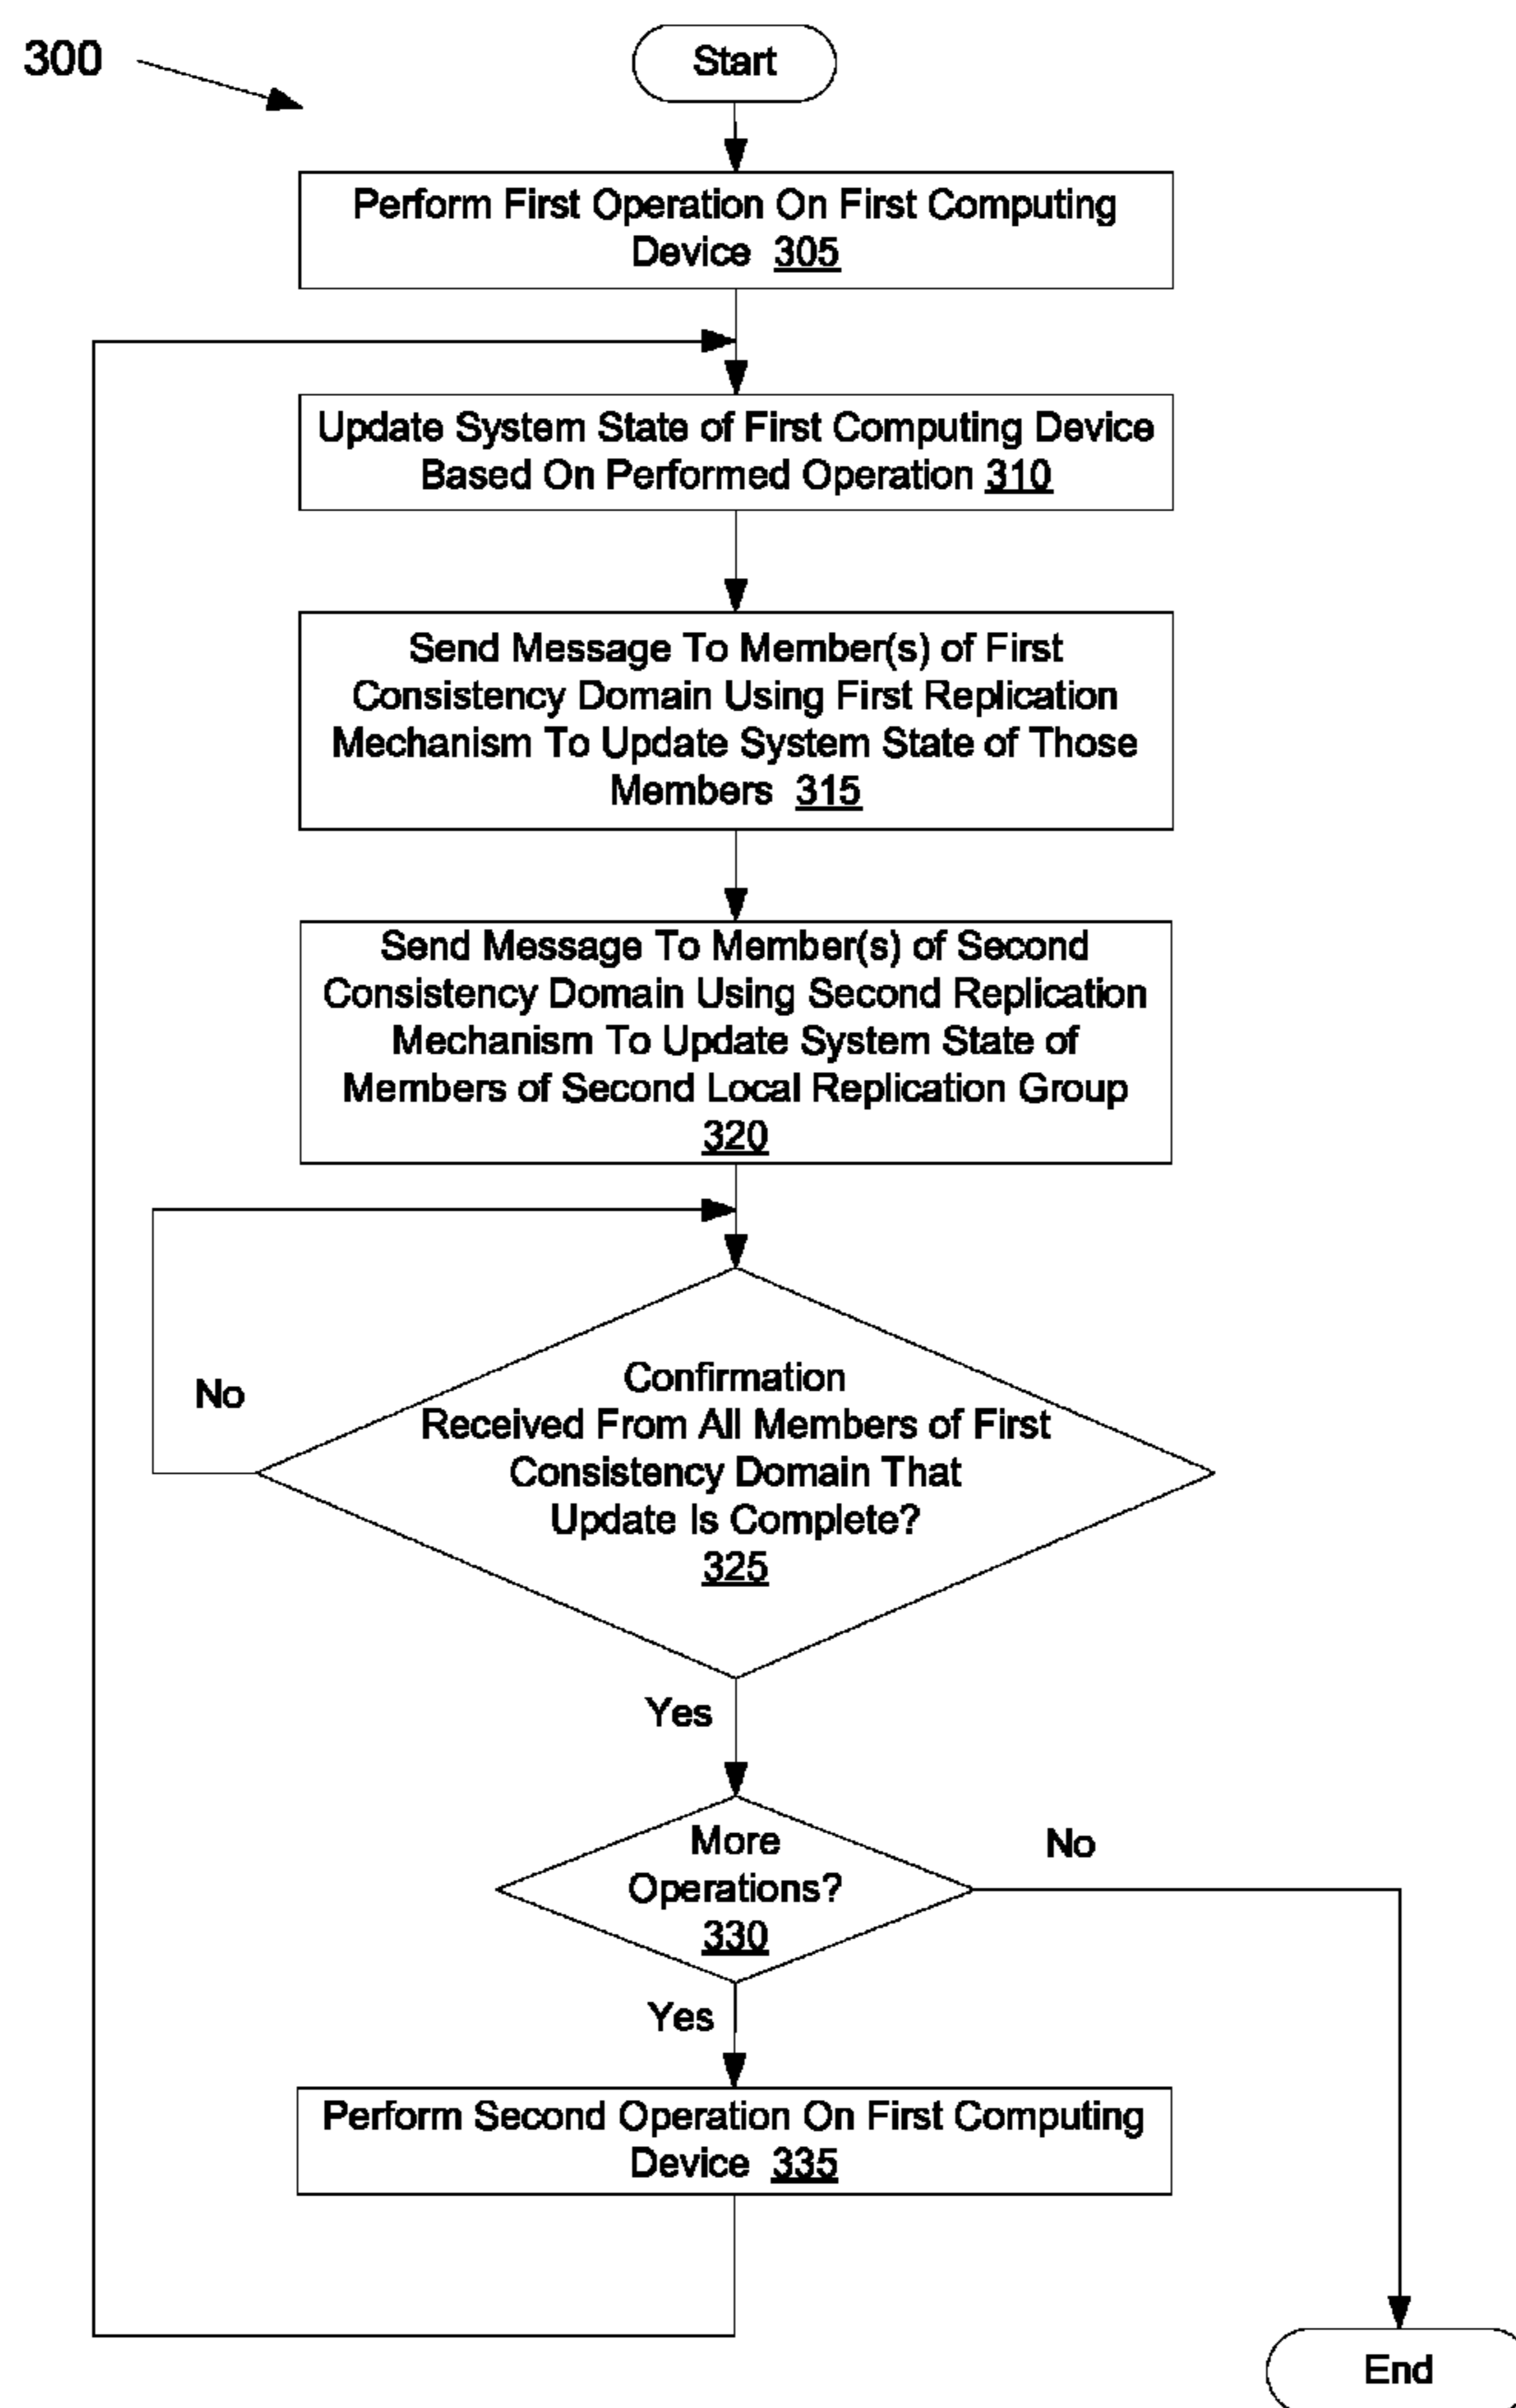 300
Start
Perform First Operation On First Computing
Device 305
Update System State of First Computing Device
Based On Performed Operation 310
Send Message To Member(s) of First
Consistency Domain Using First Replication
Mechanism To Update System State of Those
Members 315
Send Message To Member(s) of Second
Consistency Domain Using Second Replication
Mechanism To Update System State of
Members of Second Local Replication Group
320
No
Confirmation
Received From All Members of First
Consistency Domain That
Update Is Complete?
325
Yes
More
Operations?
330
No
Yes
Perform Second Operation On First Computing
Device 335
End